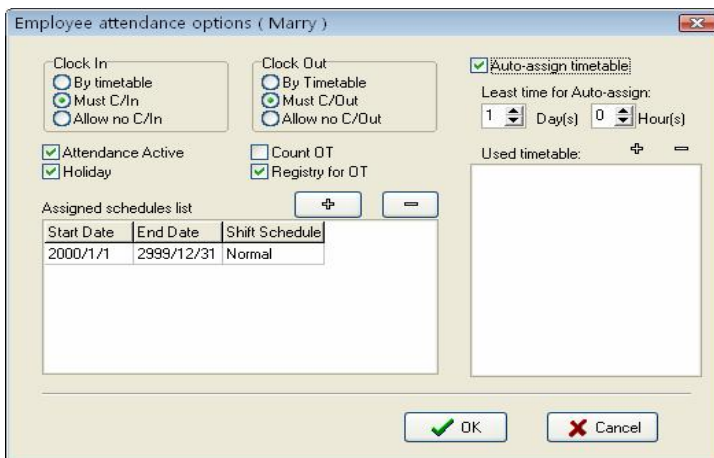 Employee attendance options ( Marry )
Clock In
By timetable
Must C/In
Allow no C/In
Clock Out
By Timetable
Must C/Out
Allow no C/Out
Auto-assign timetable
Least time for Auto-assign:
1 Day(s) 0 Hour(s)
Attendance Active
Holiday
Count OT
Registry for OT
Used timetable:
Assigned schedules list
Start Date End Date Shift Schedule
2000/1/1 2999/12/31 Normal
OK Cancel